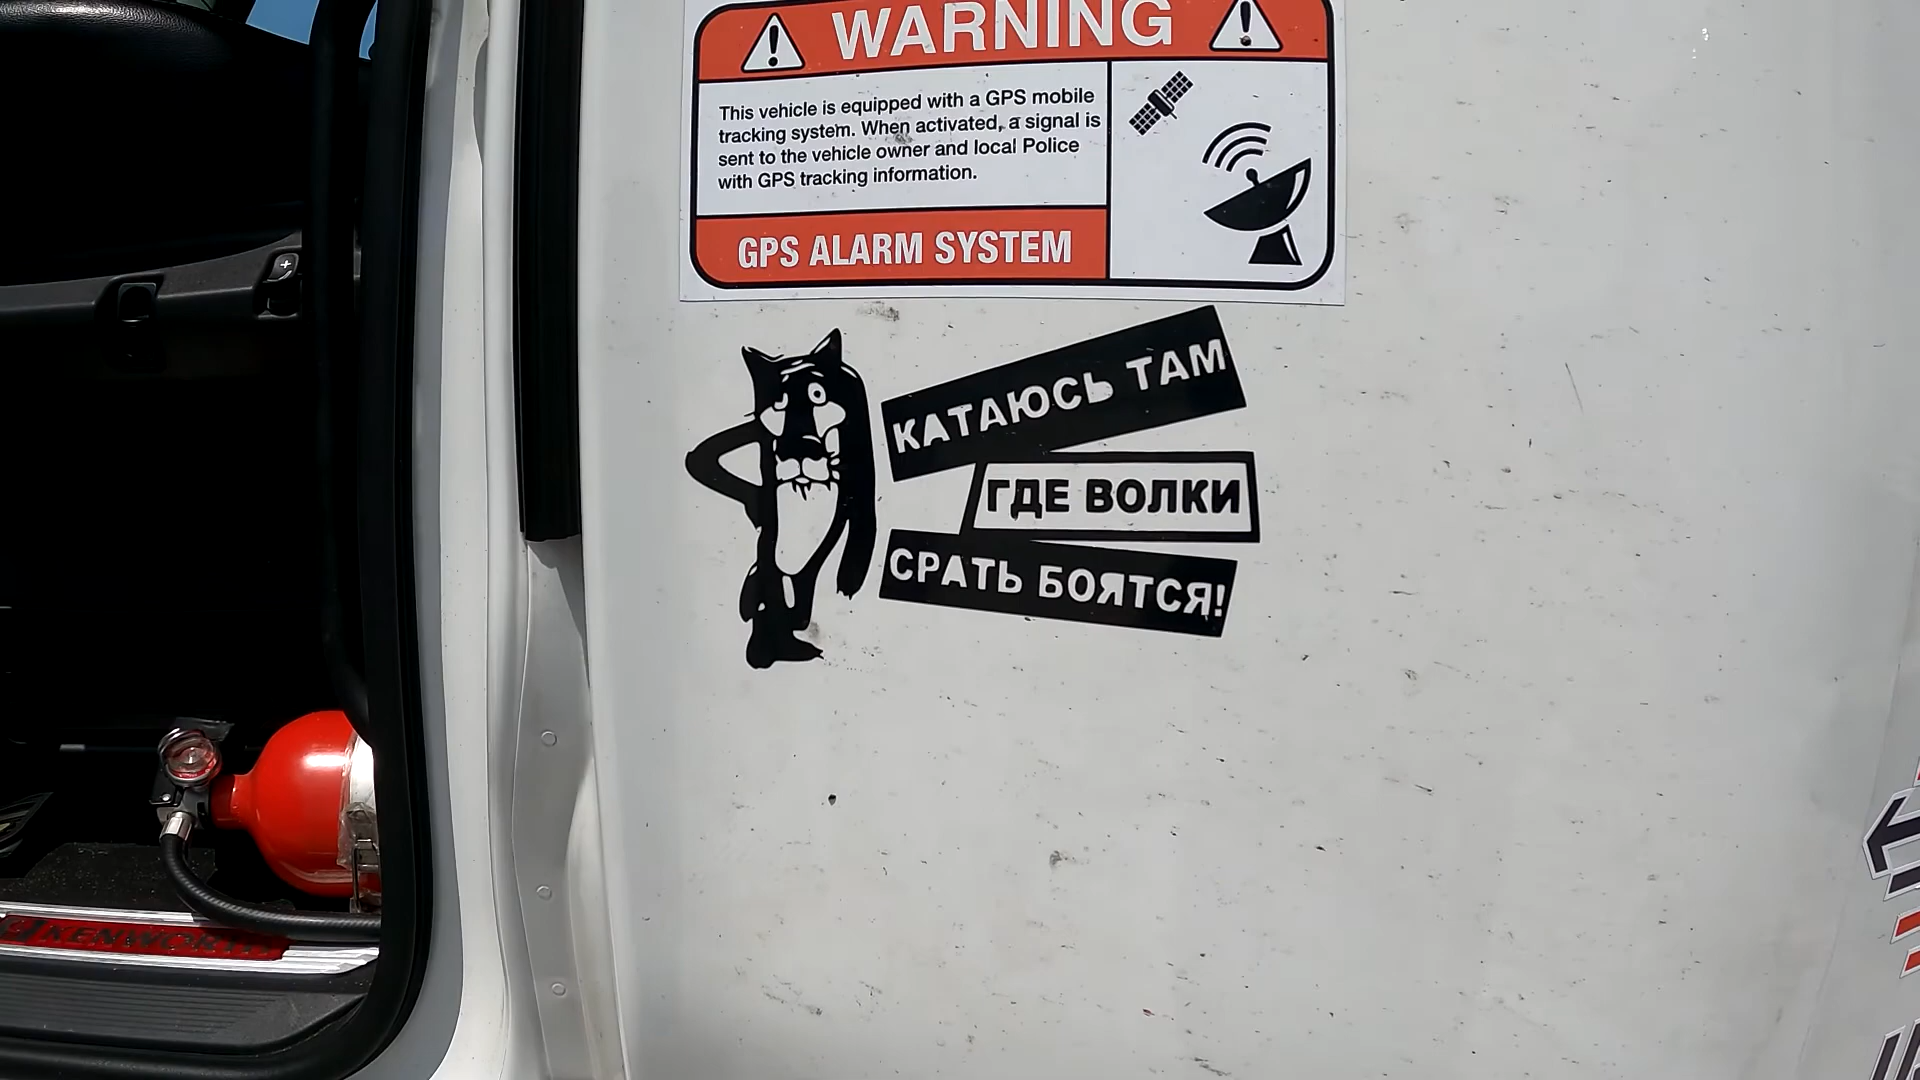 WARNING
This vehicle is equipped with a GPS mobile
tracking system. When activated, a signal is
sent to the vehicle owner and local Police
with GPS tracking information.
GPS ALARM SYSTEM
КАТАЮСЬ ТАМ
ГДЕ ВОЛКИ
СРАТЬ БОЯТСЯ!
KENWORTH